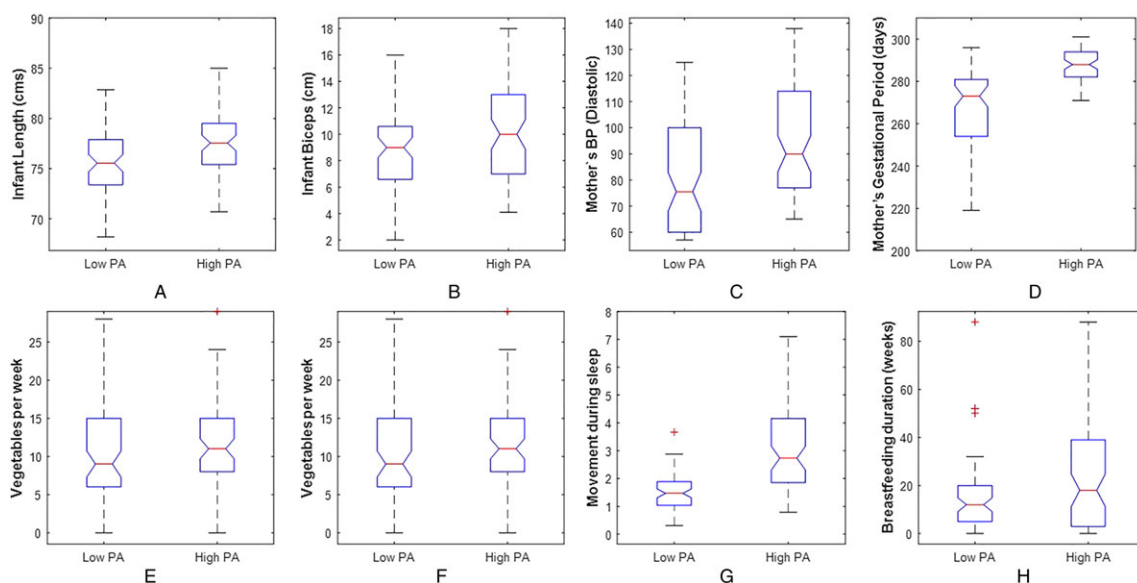 Infant Length (cms)
90
85
80
75
70
Low PA
High PA
A
Infant Biceps (cm)
18
16
14
12
10
8
6
4
2
Low PA
High PA
B
Mother`s BP (Diastolic)
140
130
120
110
100
90
80
70
60
Low PA
High PA
C
Mother's Gestational Period (days)
300
280
260
240
220
200
Low PA
High PA
D
Vegetables per week
25
20
15
10
5
0
Low PA
High PA
E
Vegetables per week
25
20
15
10
5
0
Low PA
High PA
F
Movement during sleep
8
7
6
5
4
3
2
1
0
Low PA
High PA
G
Breastfeeding duration (weeks)
80
60
40
20
0
Low PA
High PA
H